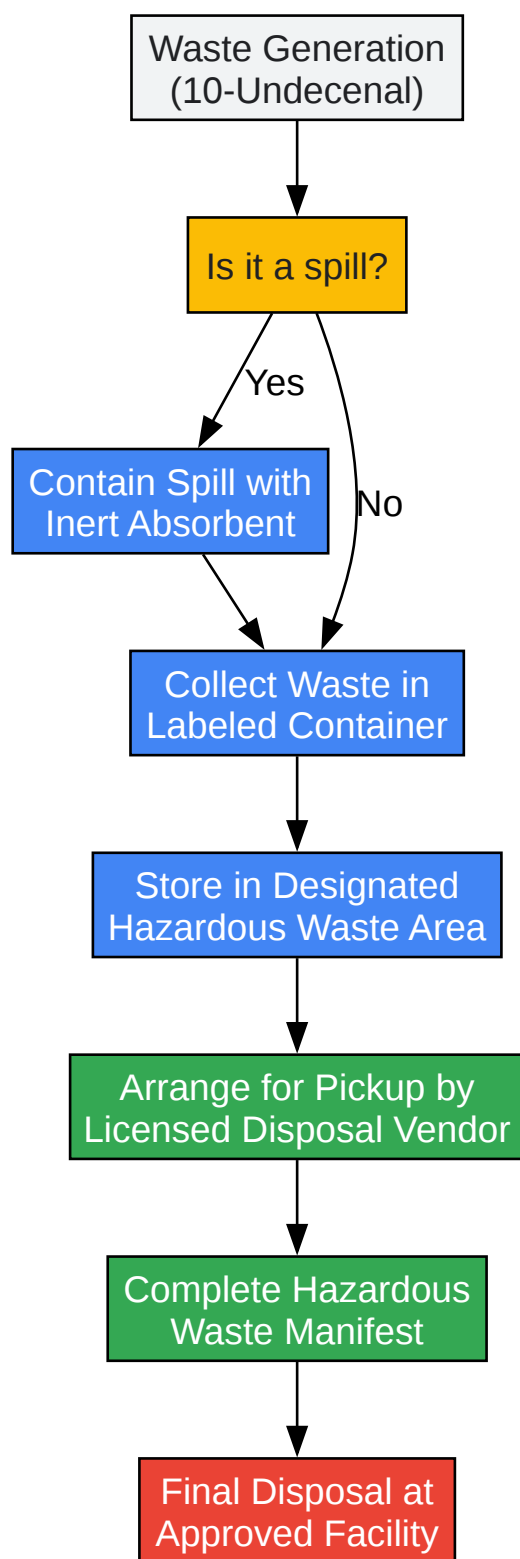 Waste Generation
(10-Undecenal)
Is it a spill?
Yes
Contain Spill with
Inert Absorbent
No
Collect Waste in
Labeled Container
Store in Designated
Hazardous Waste Area
Arrange for Pickup by
Licensed Disposal Vendor
Complete Hazardous
Waste Manifest
Final Disposal at
Approved Facility